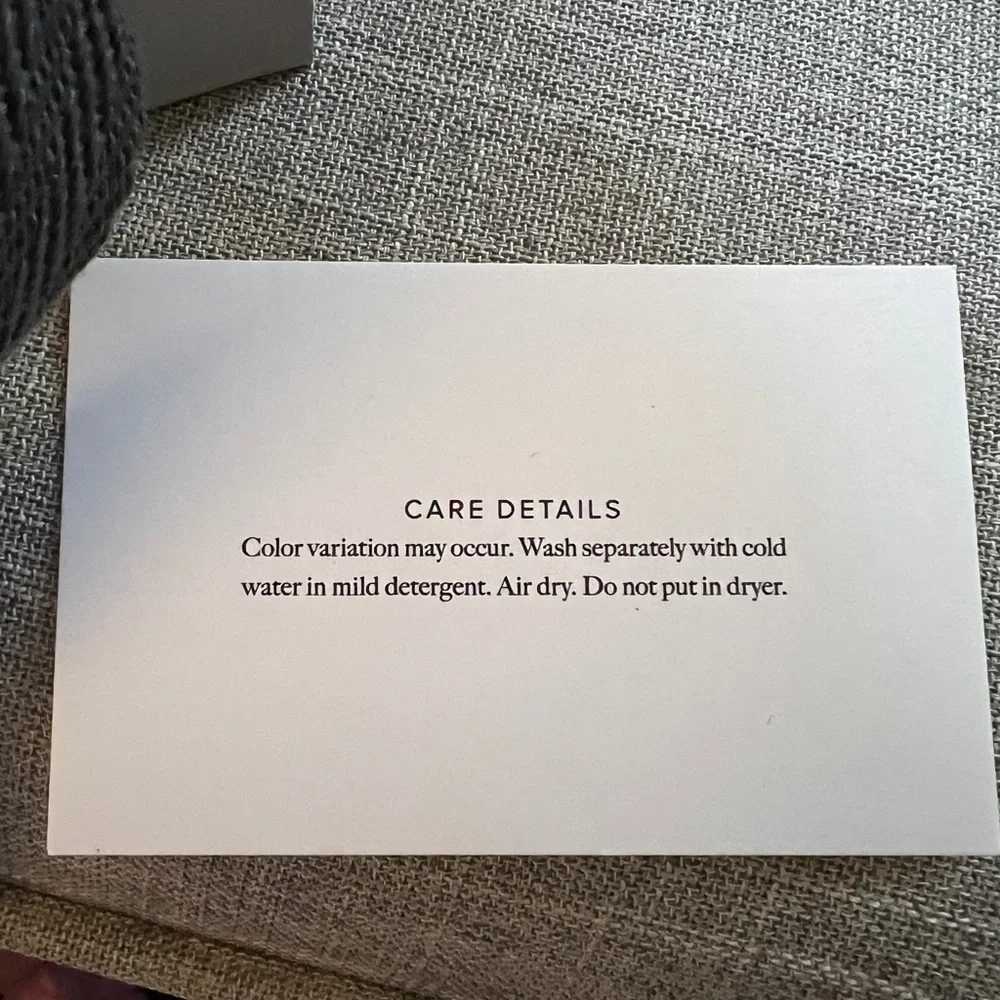 CARE DETAILS
Color variation may occur. Wash separately with cold
water in mild detergent. Air dry. Do not put in dryer.